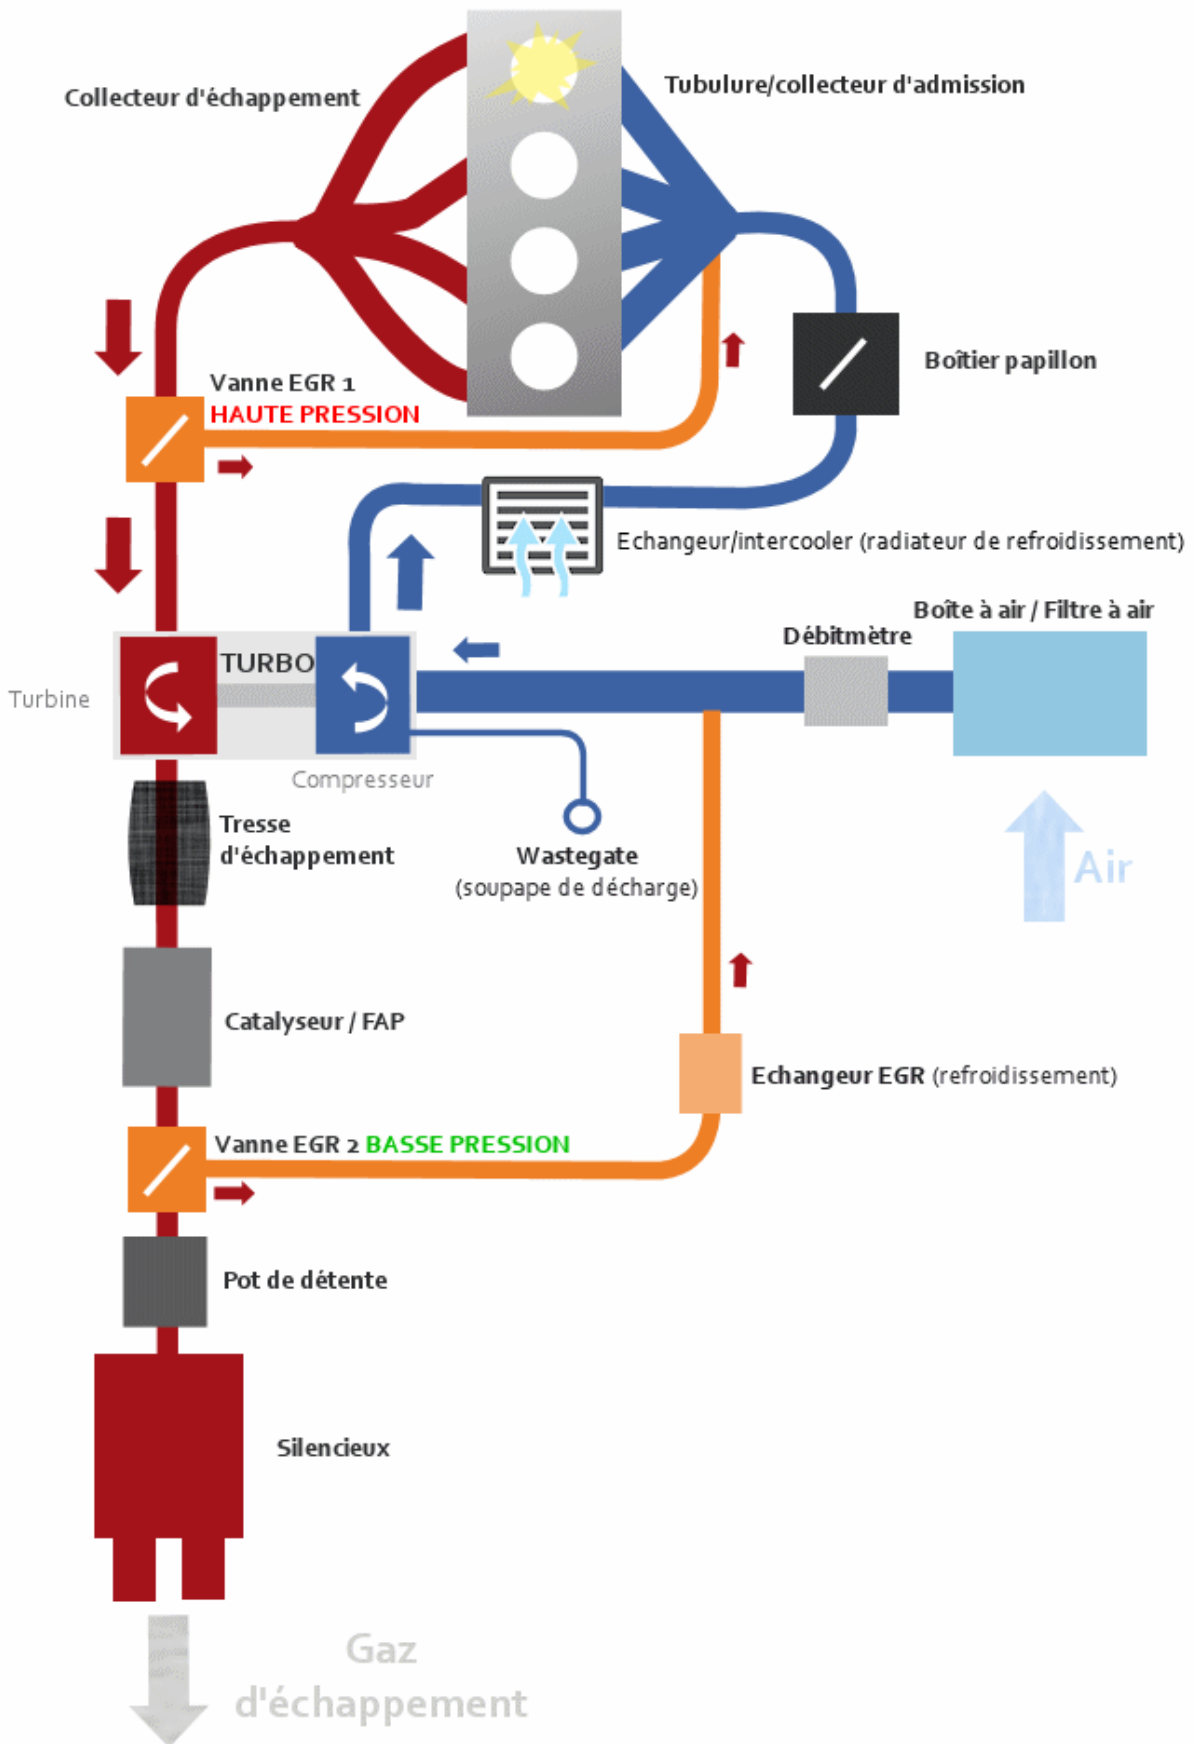 Collecteur d'échappement
Tubulure/collecteur d'admission
Vanne EGR 1
HAUTE PRESSION
Boîtier papillon
Echangeur/intercooler (radiateur de refroidissement)
Boîte à air / Filtre à air
Débitmètre
TURBO
Turbine
Compresseur
Tresse
d'échappement
Wastegate
(soupape de décharge)
Air
Catalyseur / FAP
Echangeur EGR (refroidissement)
Vanne EGR 2 BASSE PRESSION
Pot de détente
Silencieux
Gaz
d'échappement